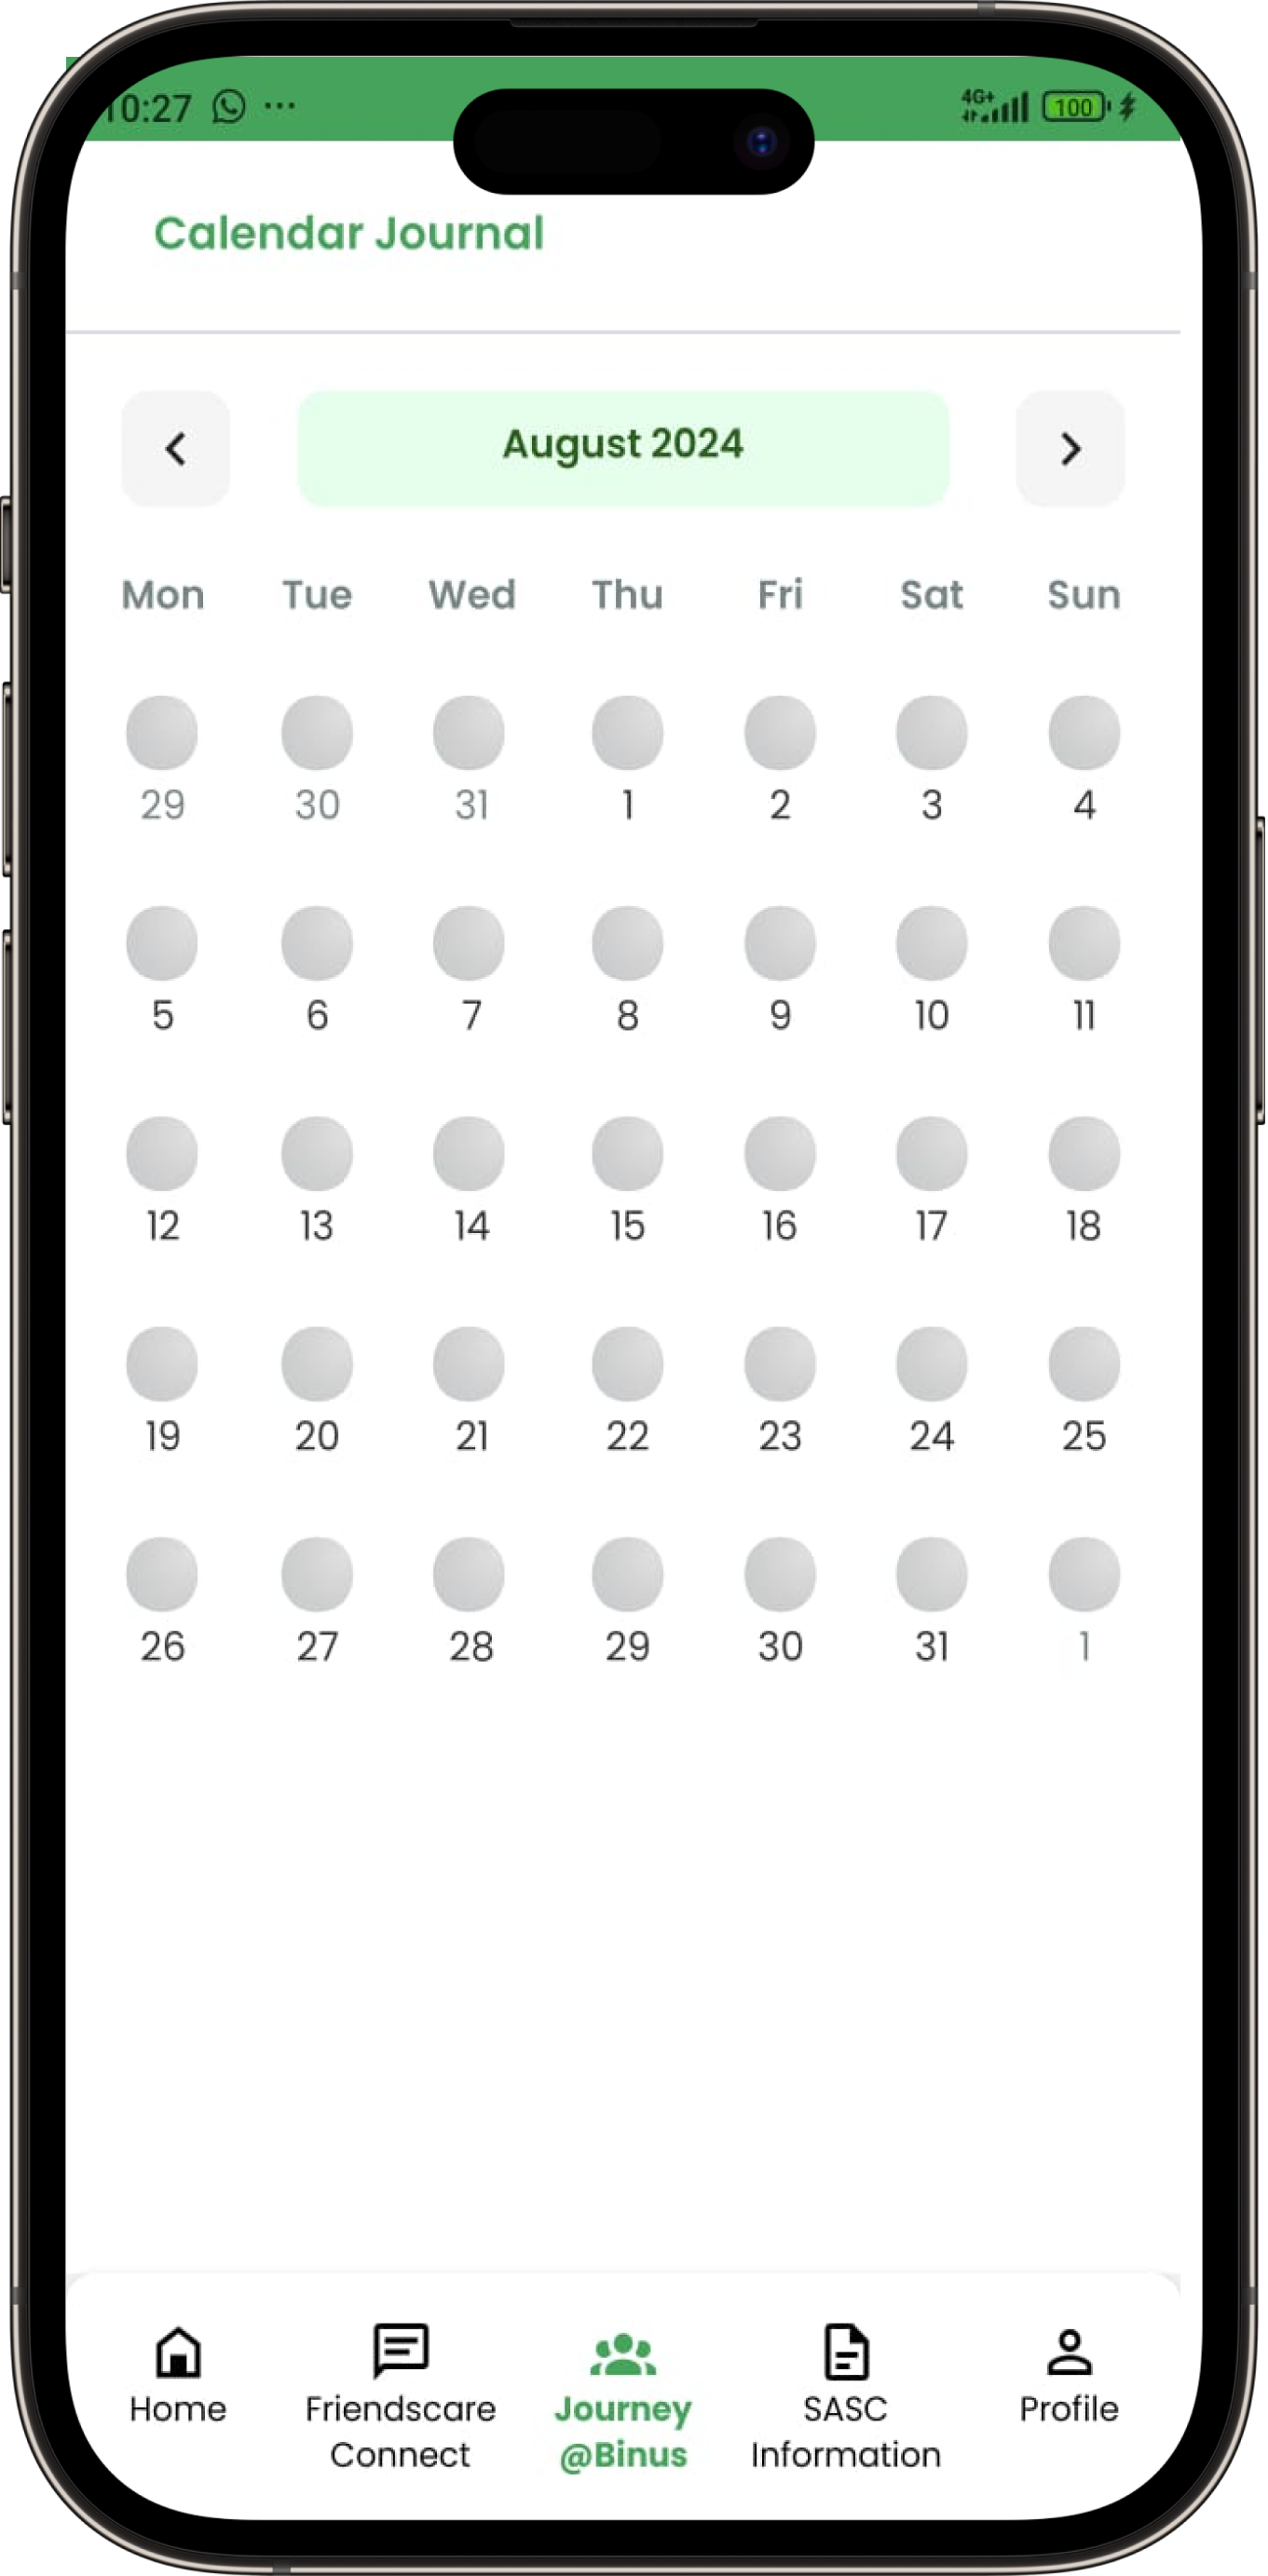 10:27 ...
4G+ 100
Calendar Journal
August 2024
Mon Tue Wed Thu Fri Sat Sun
29 30 31 1 2 3 4
5 6 7 8 9 10 11
12 13 14 15 16 17 18
19 20 21 22 23 24 25
26 27 28 29 30 31 1
Home Friendscare Journey SASC Profile
Connect @Binus Information